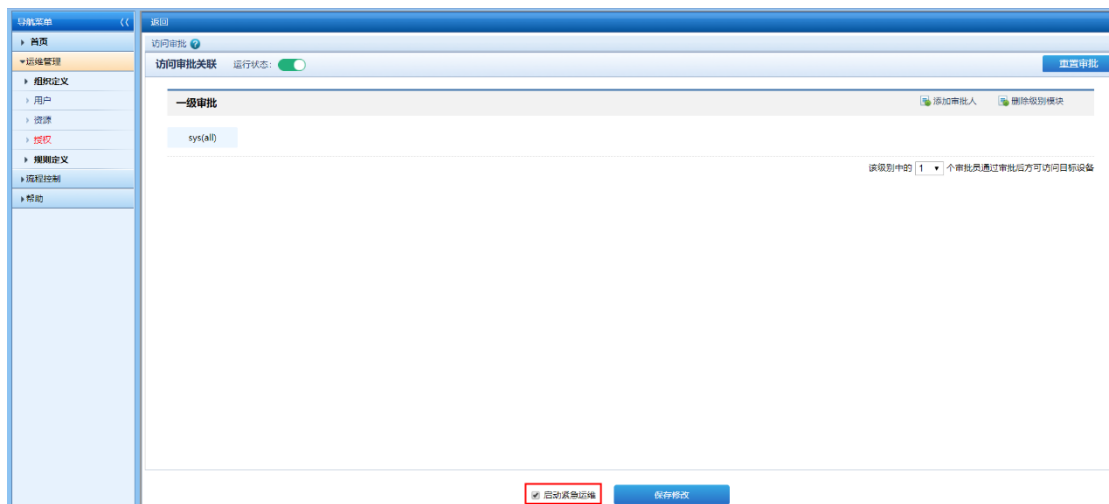 导航菜单
首页
运维管理
组织定义
用户
资源
授权
规则定义
流程控制
帮助
返回
访问审批
访问审批关联 运行状态： 重置审批
一级审批 添加审批人 删除级别模块
sys(all)
该级别中的 1 个审批员通过审批后方可访问目标设备
启动紧急运维 保存修改